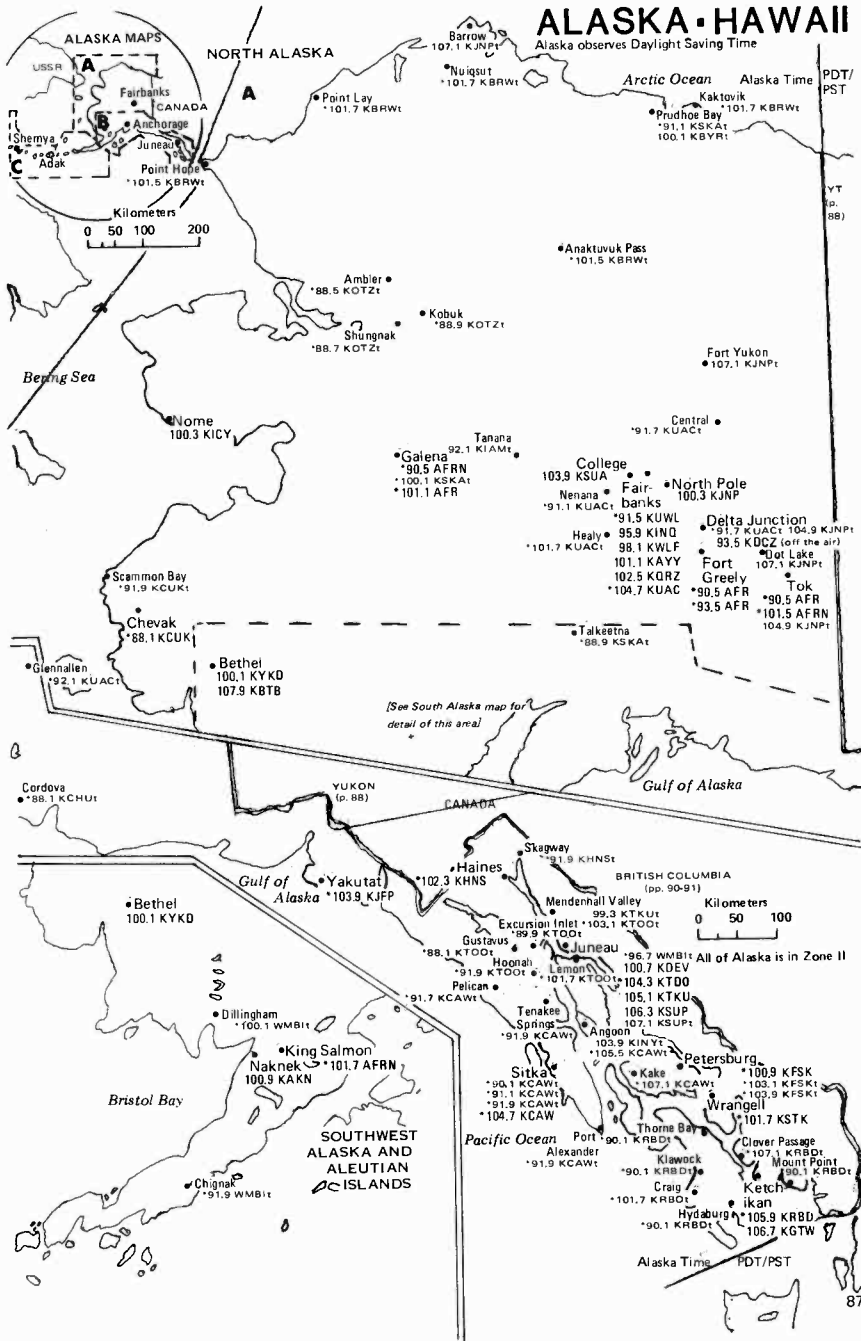 ALASKA·HAWAII
Alaska observes Daylight Saving Time
ALASKA MAPS
USSR
A
Fairbanks
CANADA
B
Anchorage
Shemya
Juneau
C
Adak
Kilometers
0 50 100 200
NORTH ALASKA
A
Barrow
107.1 KJNPt
Nuiqsut
*101.7 KBRWt
Point Lay
*101.7 KBRWt
Arctic Ocean
Alaska Time
PDT/
PST
Kaktovik
*101.7 KBRWt
Prudhoe Bay
*91.1 KSKAt
100.1 KBYRt
Point Hope
*101.5 KBRWt
YT
(p.
88)
Anaktuvuk Pass
*101.5 KBRWt
Ambler
*88.5 KOTZt
Kobuk
*88.9 KOTZt
Shungnak
*88.7 KOTZt
Bering Sea
Fort Yukon
107.1 KJNPt
Nome
100.3 KICY
Central
*91.7 KUACt
Tanana
92.1 KIAMt
Galena
*90.5 AFRN
*100.1 KSKAt
*101.1 AFR
College
103.9 KSUA
North Pole
100.3 KJNP
Nenana
*91.1 KUACt
Fair-
banks
*91.5 KUWL
95.9 KINQ
98.1 KWLF
101.1 KAYY
102.5 KQRZ
*104.7 KUAC
Healy
*101.7 KUACt
Delta Junction
*91.7 KUACt 104.9 KJNPt
93.5 KDCZ (off the air)
Dot Lake
107.1 KJNPt
Fort
Greely
*90.5 AFR
*93.5 AFR
Tok
*90.5 AFR
*101.5 AFRN
104.9 KJNPt
Scammon Bay
*91.9 KCUKt
Chevak
*88.1 KCUK
Talkeetna
*88.9 KSKAt
Glennallen
*92.1 KUACt
Bethel
100.1 KYKD
107.9 KBTB
[See South Alaska map for
detail of this area]
Gulf of Alaska
Cordova
*88.1 KCHUt
YUKON
(p. 88)
CANADA
Skagway
*91.9 KHNSt
Haines
*102.3 KHNS
Gulf of
Alaska
Yakutat
*103.9 KJFP
BRITISH COLUMBIA
(pp. 90-91)
Mendenhall Valley
99.3 KTKUt
*103.1 KTOOt
Kilometers
0 50 100
All of Alaska is in Zone II
Excursion Inlet
*89.9 KTOOt
Gustavus
*88.1 KTOOt
Juneau
*96.7 WMBIt
100.7 KDEV
*104.3 KTOO
105.1 KTKU
106.3 KSUP
107.1 KSUPt
Hoonah
*91.9 KTOOt
Lemon
*101.7 KTOOt
Pelican
*91.7 KCAWt
Tenakee
Springs
*91.9 KCAWt
Angoon
103.9 KINYt
*105.5 KCAWt
Petersburg
*100.9 KFSK
*103.1 KFSKt
*103.9 KFSKt
Sitka
*90.1 KCAWt
*91.1 KCAWt
*91.9 KCAWt
*104.7 KCAW
Kake
*107.1 KCAWt
Wrangell
101.7 KSTK
Pacific Ocean
Port
Alexander
*91.9 KCAWt
Thorne Bay
*90.1 KRBDt
Clover Passage
*107.1 KRBDt
Mount Point
*90.1 KRBDt
Klawock
*90.1 KRBDt
Craig
*101.7 KRBDt
Ketch
ikan
*105.9 KRBD
106.7 KGTW
Hydaburg
*90.1 KRBDt
Alaska Time
PDT/PST
Bethel
100.1 KYKD
Dillingham
*100.1 WMBIt
King Salmon
*101.7 AFRN
Naknek
100.9 KAKN
Bristol Bay
SOUTHWEST
ALASKA AND
ALEUTIAN
ISLANDS
Chignak
*91.9 WMBIt
87